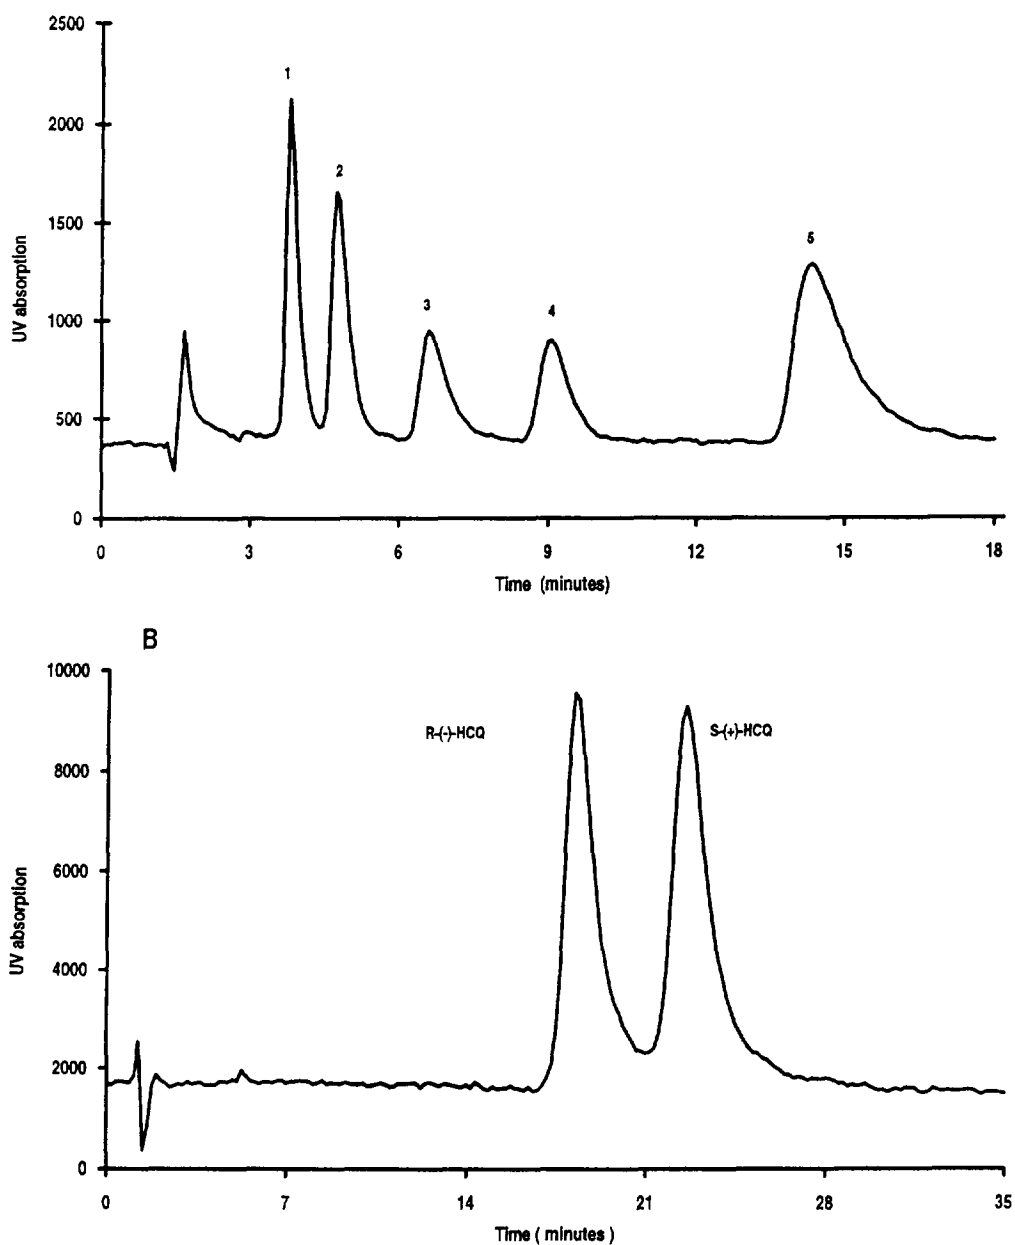 2500
2000
1500
1000
500
0
UV absorption
1
2
3
4
5
0 3 6 9 12 15 18
Time (minutes)
B
10000
8000
6000
4000
2000
0
UV absorption
R-(-)-HCQ
S-(+)-HCQ
0 7 14 21 28 35
Time ( minutes )